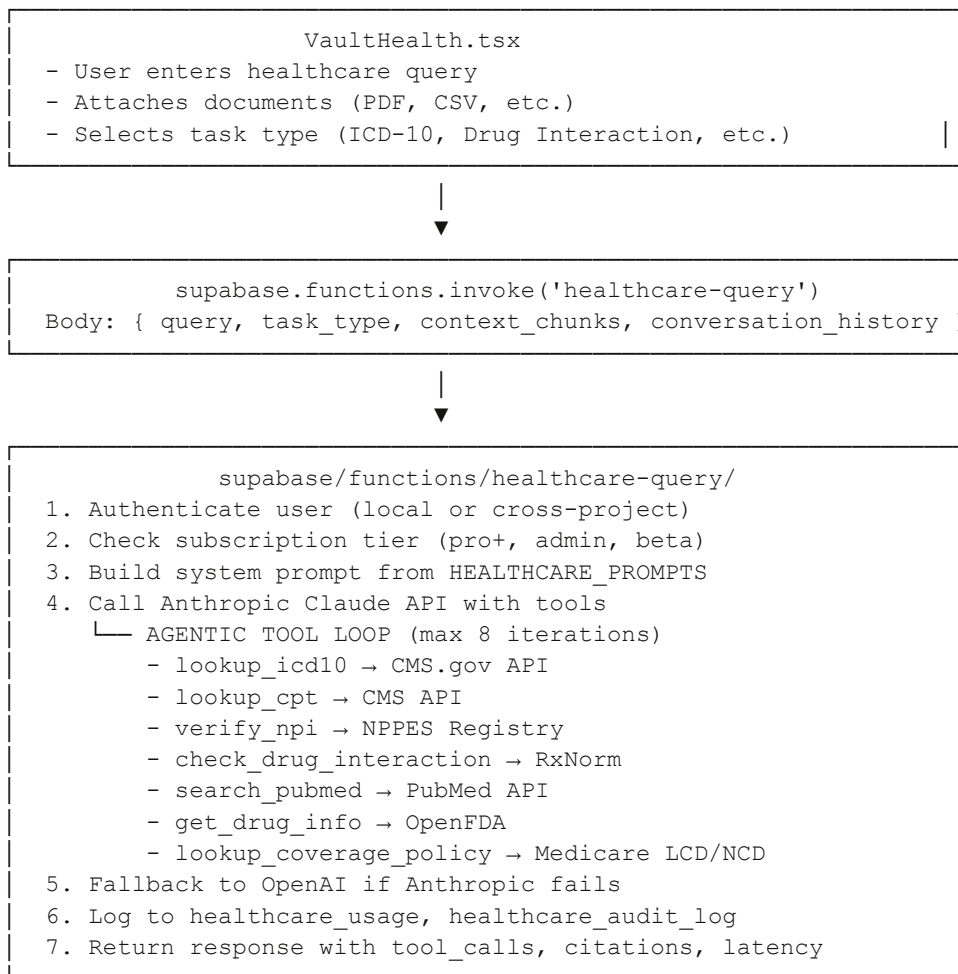 VaultHealth.tsx
- User enters healthcare query
- Attaches documents (PDF, CSV, etc.)
- Selects task type (ICD-10, Drug Interaction, etc.)
supabase.functions.invoke('healthcare-query')
Body: { query, task_type, context_chunks, conversation_history }
supabase/functions/healthcare-query/
1. Authenticate user (local or cross-project)
2. Check subscription tier (pro+, admin, beta)
3. Build system prompt from HEALTHCARE_PROMPTS
4. Call Anthropic Claude API with tools
└── AGENTIC TOOL LOOP (max 8 iterations)
- lookup_icd10 → CMS.gov API
- lookup_cpt → CMS API
- verify_npi → NPPES Registry
- check_drug_interaction → RxNorm
- search_pubmed → PubMed API
- get_drug_info → OpenFDA
- lookup_coverage_policy → Medicare LCD/NCD
5. Fallback to OpenAI if Anthropic fails
6. Log to healthcare_usage, healthcare_audit_log
7. Return response with tool_calls, citations, latency